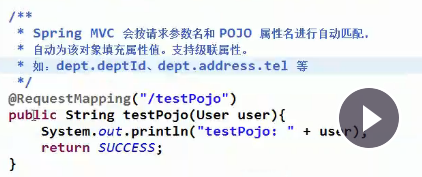 /**
* Spring MVC 会按请求参数名和 POJO 属性名进行自动匹配.
* 自动为该对象填充属性值。支持级联属性。
* 如：dept.deptId、dept.address.tel 等
*/
@RequestMapping("/testPojo")
public String testPojo(User user){
System.out.println("testPojo: " + user);
return SUCCESS;
}